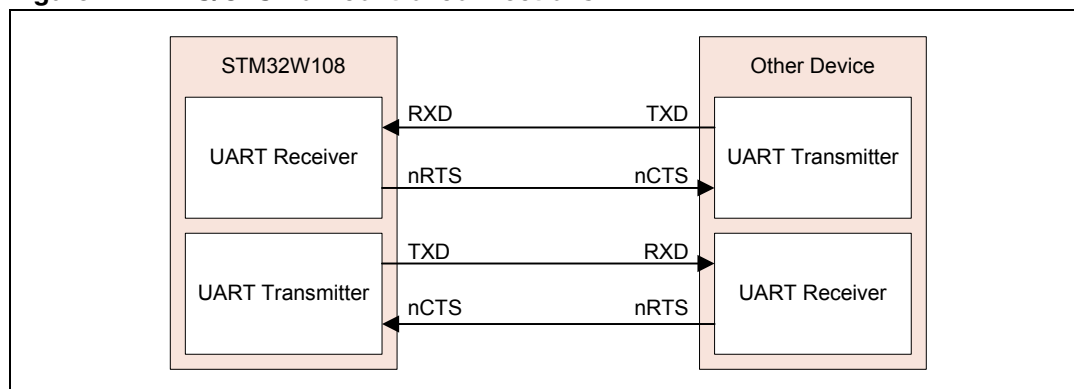 STM32W108 Other Device
RXD TXD
UART Receiver UART Transmitter
nRTS nCTS
TXD RXD
UART Transmitter UART Receiver
nCTS nRTS